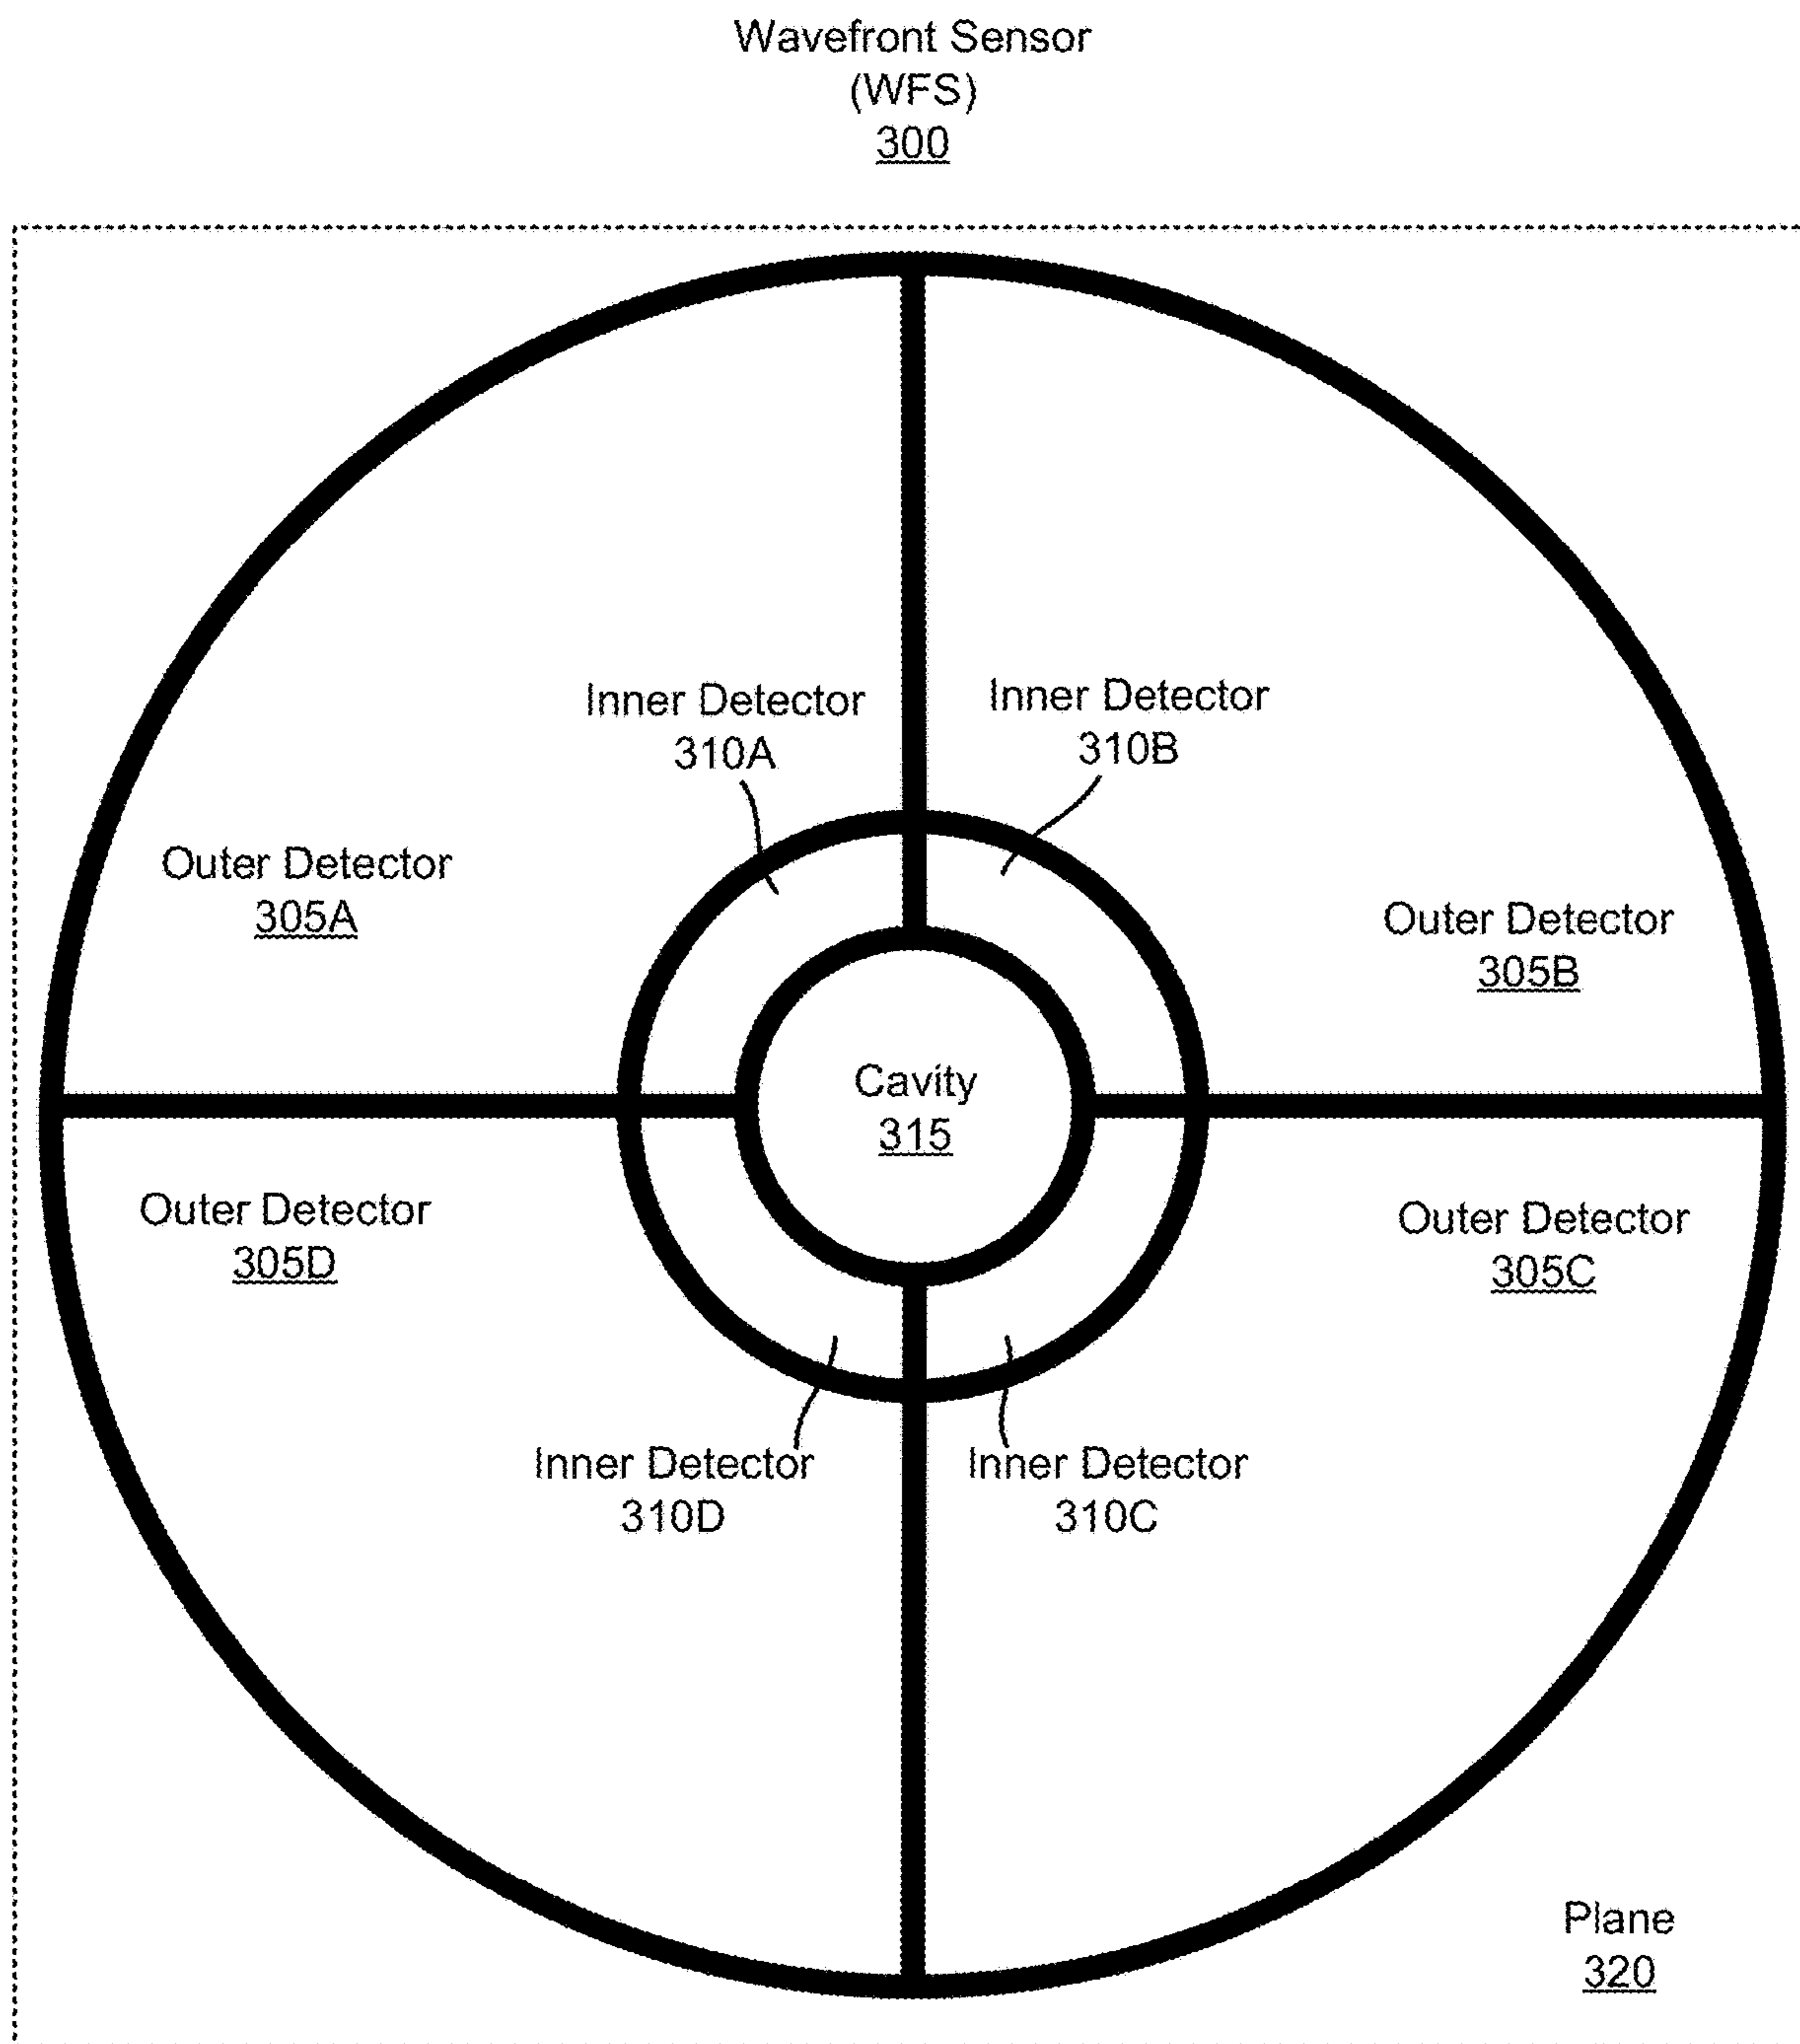 Wavefront Sensor
(WFS)
300
Inner Detector
310A
Inner Detector
310B
Outer Detector
305A
Outer Detector
305B
Cavity
315
Outer Detector
305D
Outer Detector
305C
Inner Detector
310D
Inner Detector
310C
Plane
320